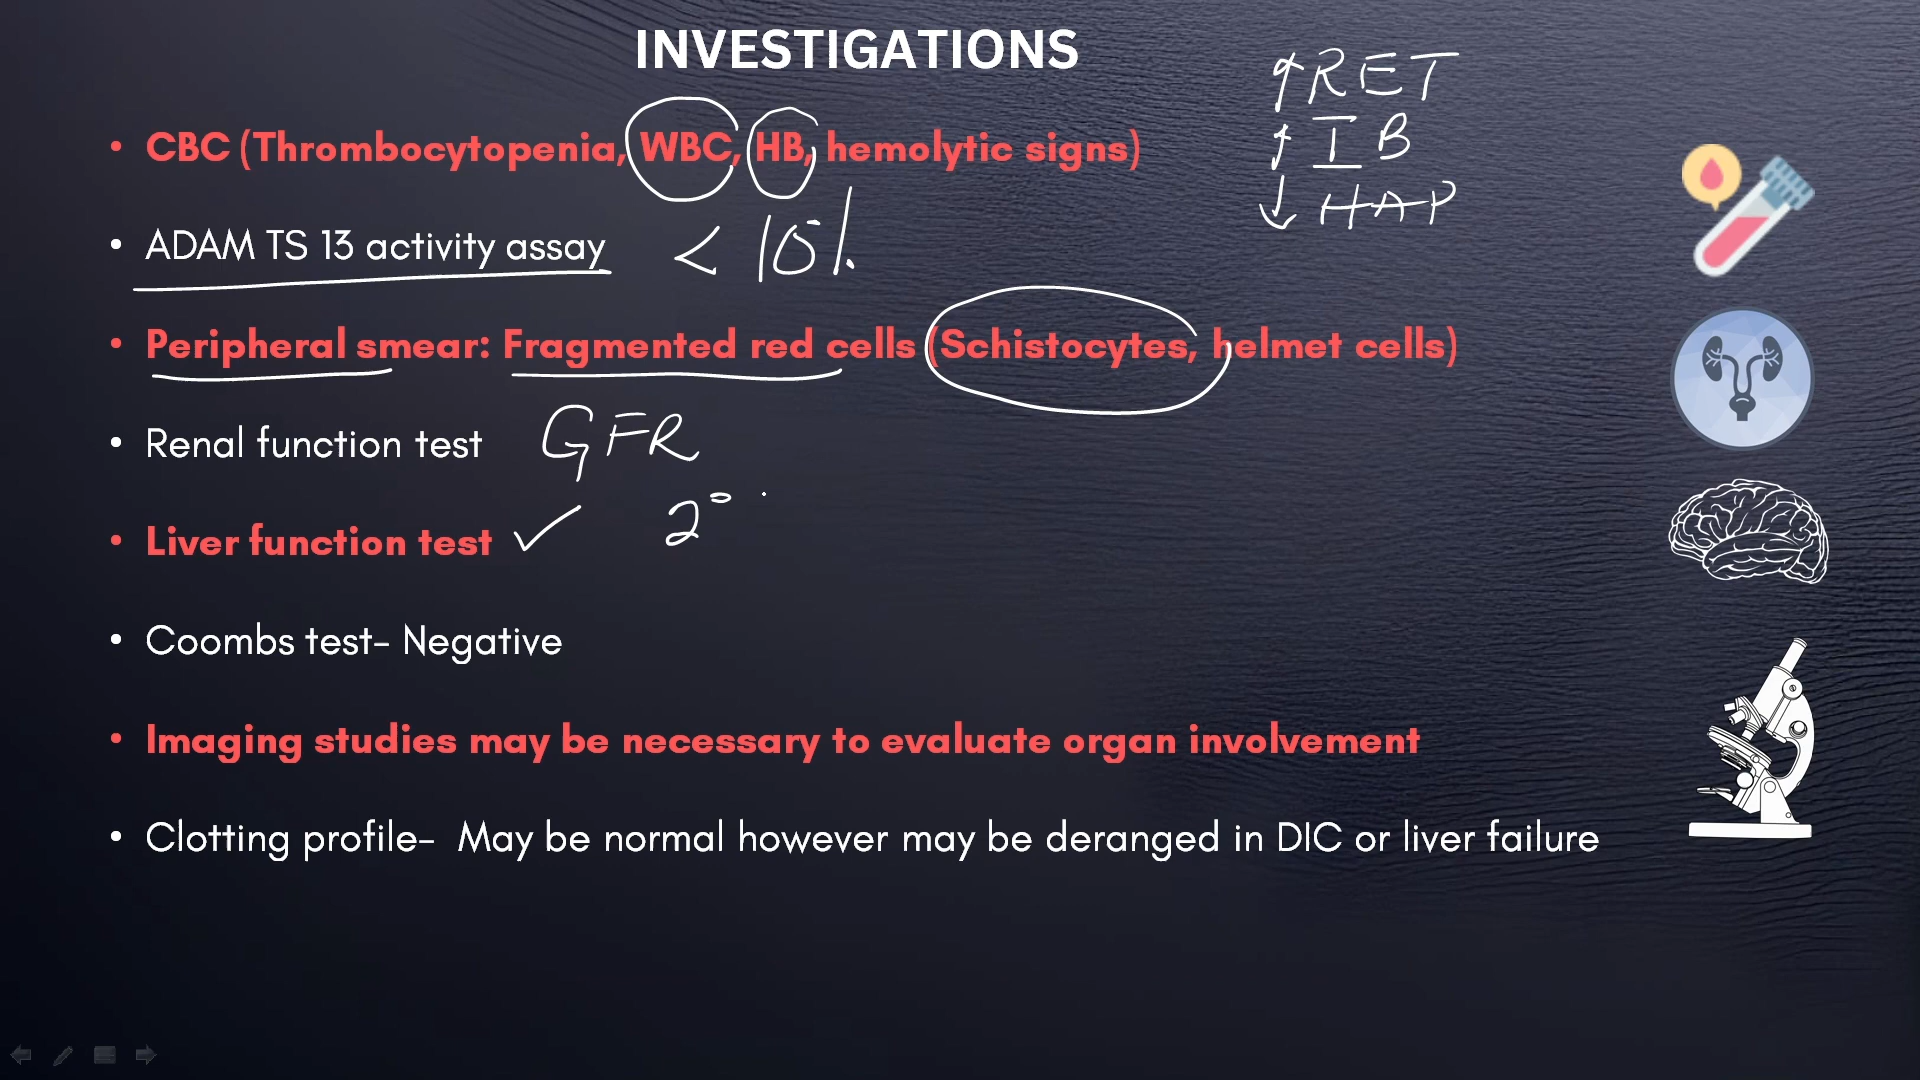 INVESTIGATIONS
↑ RET
↑ IB
↓ HAP
• CBC (Thrombocytopenia, WBC, HB, hemolytic signs)
• ADAM TS 13 activity assay < 10%
• Peripheral smear: Fragmented red cells (Schistocytes, helmet cells)
• Renal function test GFR
• Liver function test ✓ 2°
• Coombs test- Negative
• Imaging studies may be necessary to evaluate organ involvement
• Clotting profile- May be normal however may be deranged in DIC or liver failure